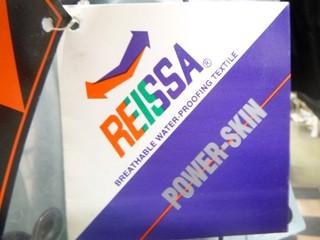 REISSA®
BREATHABLE WATER-PROOFING TEXTILE
POWER-SKIN